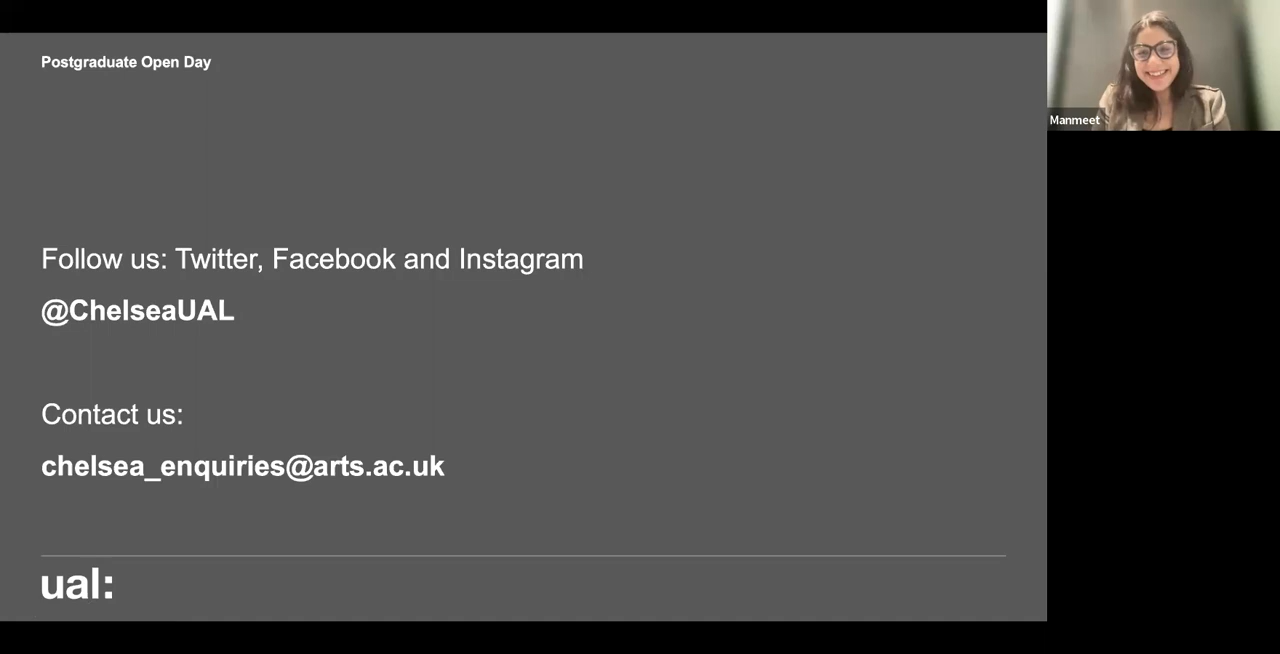 Postgraduate Open Day
Manmeet
Follow us: Twitter, Facebook and Instagram
@ChelseaUAL
Contact us:
chelsea_enquiries@arts.ac.uk
ual: